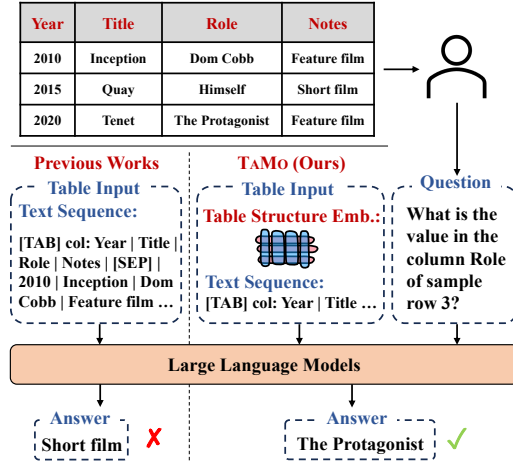 Year Title Role Notes
2010 Inception Dom Cobb Feature film
2015 Quay Himself Short film
2020 Tenet The Protagonist Feature film
Previous Works
Table Input
Text Sequence:
[TAB] col: Year | Title |
Role | Notes | [SEP] |
2010 | Inception | Dom
Cobb | Feature film …
TAMO (Ours)
Table Input
Table Structure Emb.:
Text Sequence:
[TAB] col: Year | Title …
Question
What is the
value in the
column Role
of sample
row 3?
Large Language Models
Answer
Short film ✗
Answer
The Protagonist ✓